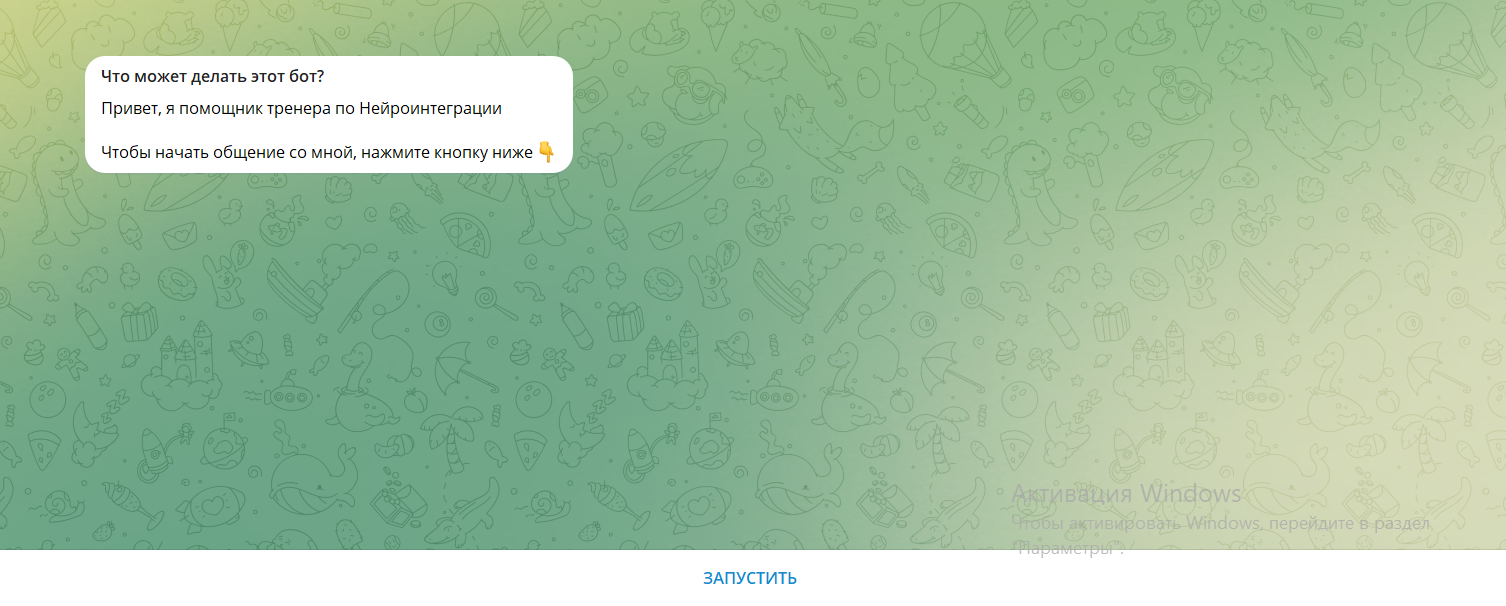 Что может делать этот бот?
Привет, я помощник тренера по Нейроинтеграции
Чтобы начать общение со мной, нажмите кнопку ниже 👇
Активация Windows
Чтобы активировать Windows, перейдите в раздел
"Параметры".
ЗАПУСТИТЬ